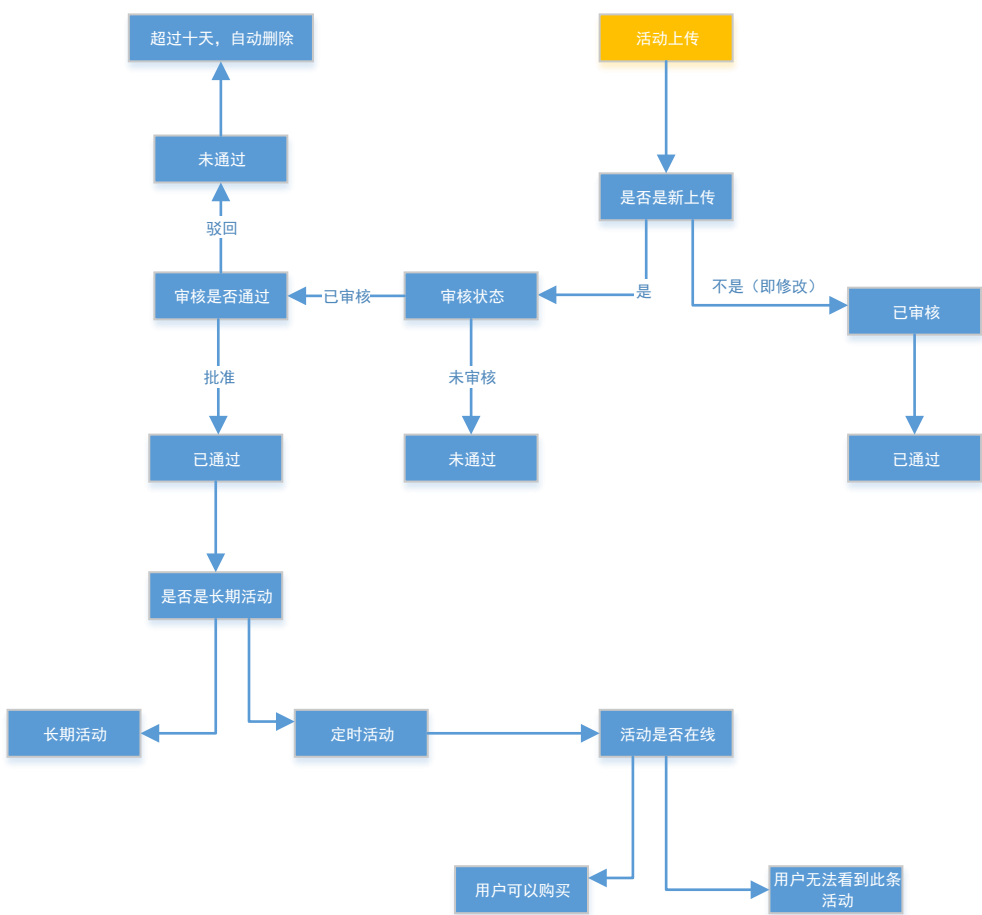 超过十天，自动删除
活动上传
未通过
是否是新上传
驳回
审核是否通过
已审核
审核状态
是
不是（即修改）
已审核
批准
未审核
已通过
未通过
已通过
是否是长期活动
长期活动
定时活动
活动是否在线
用户可以购买
用户无法看到此条
活动